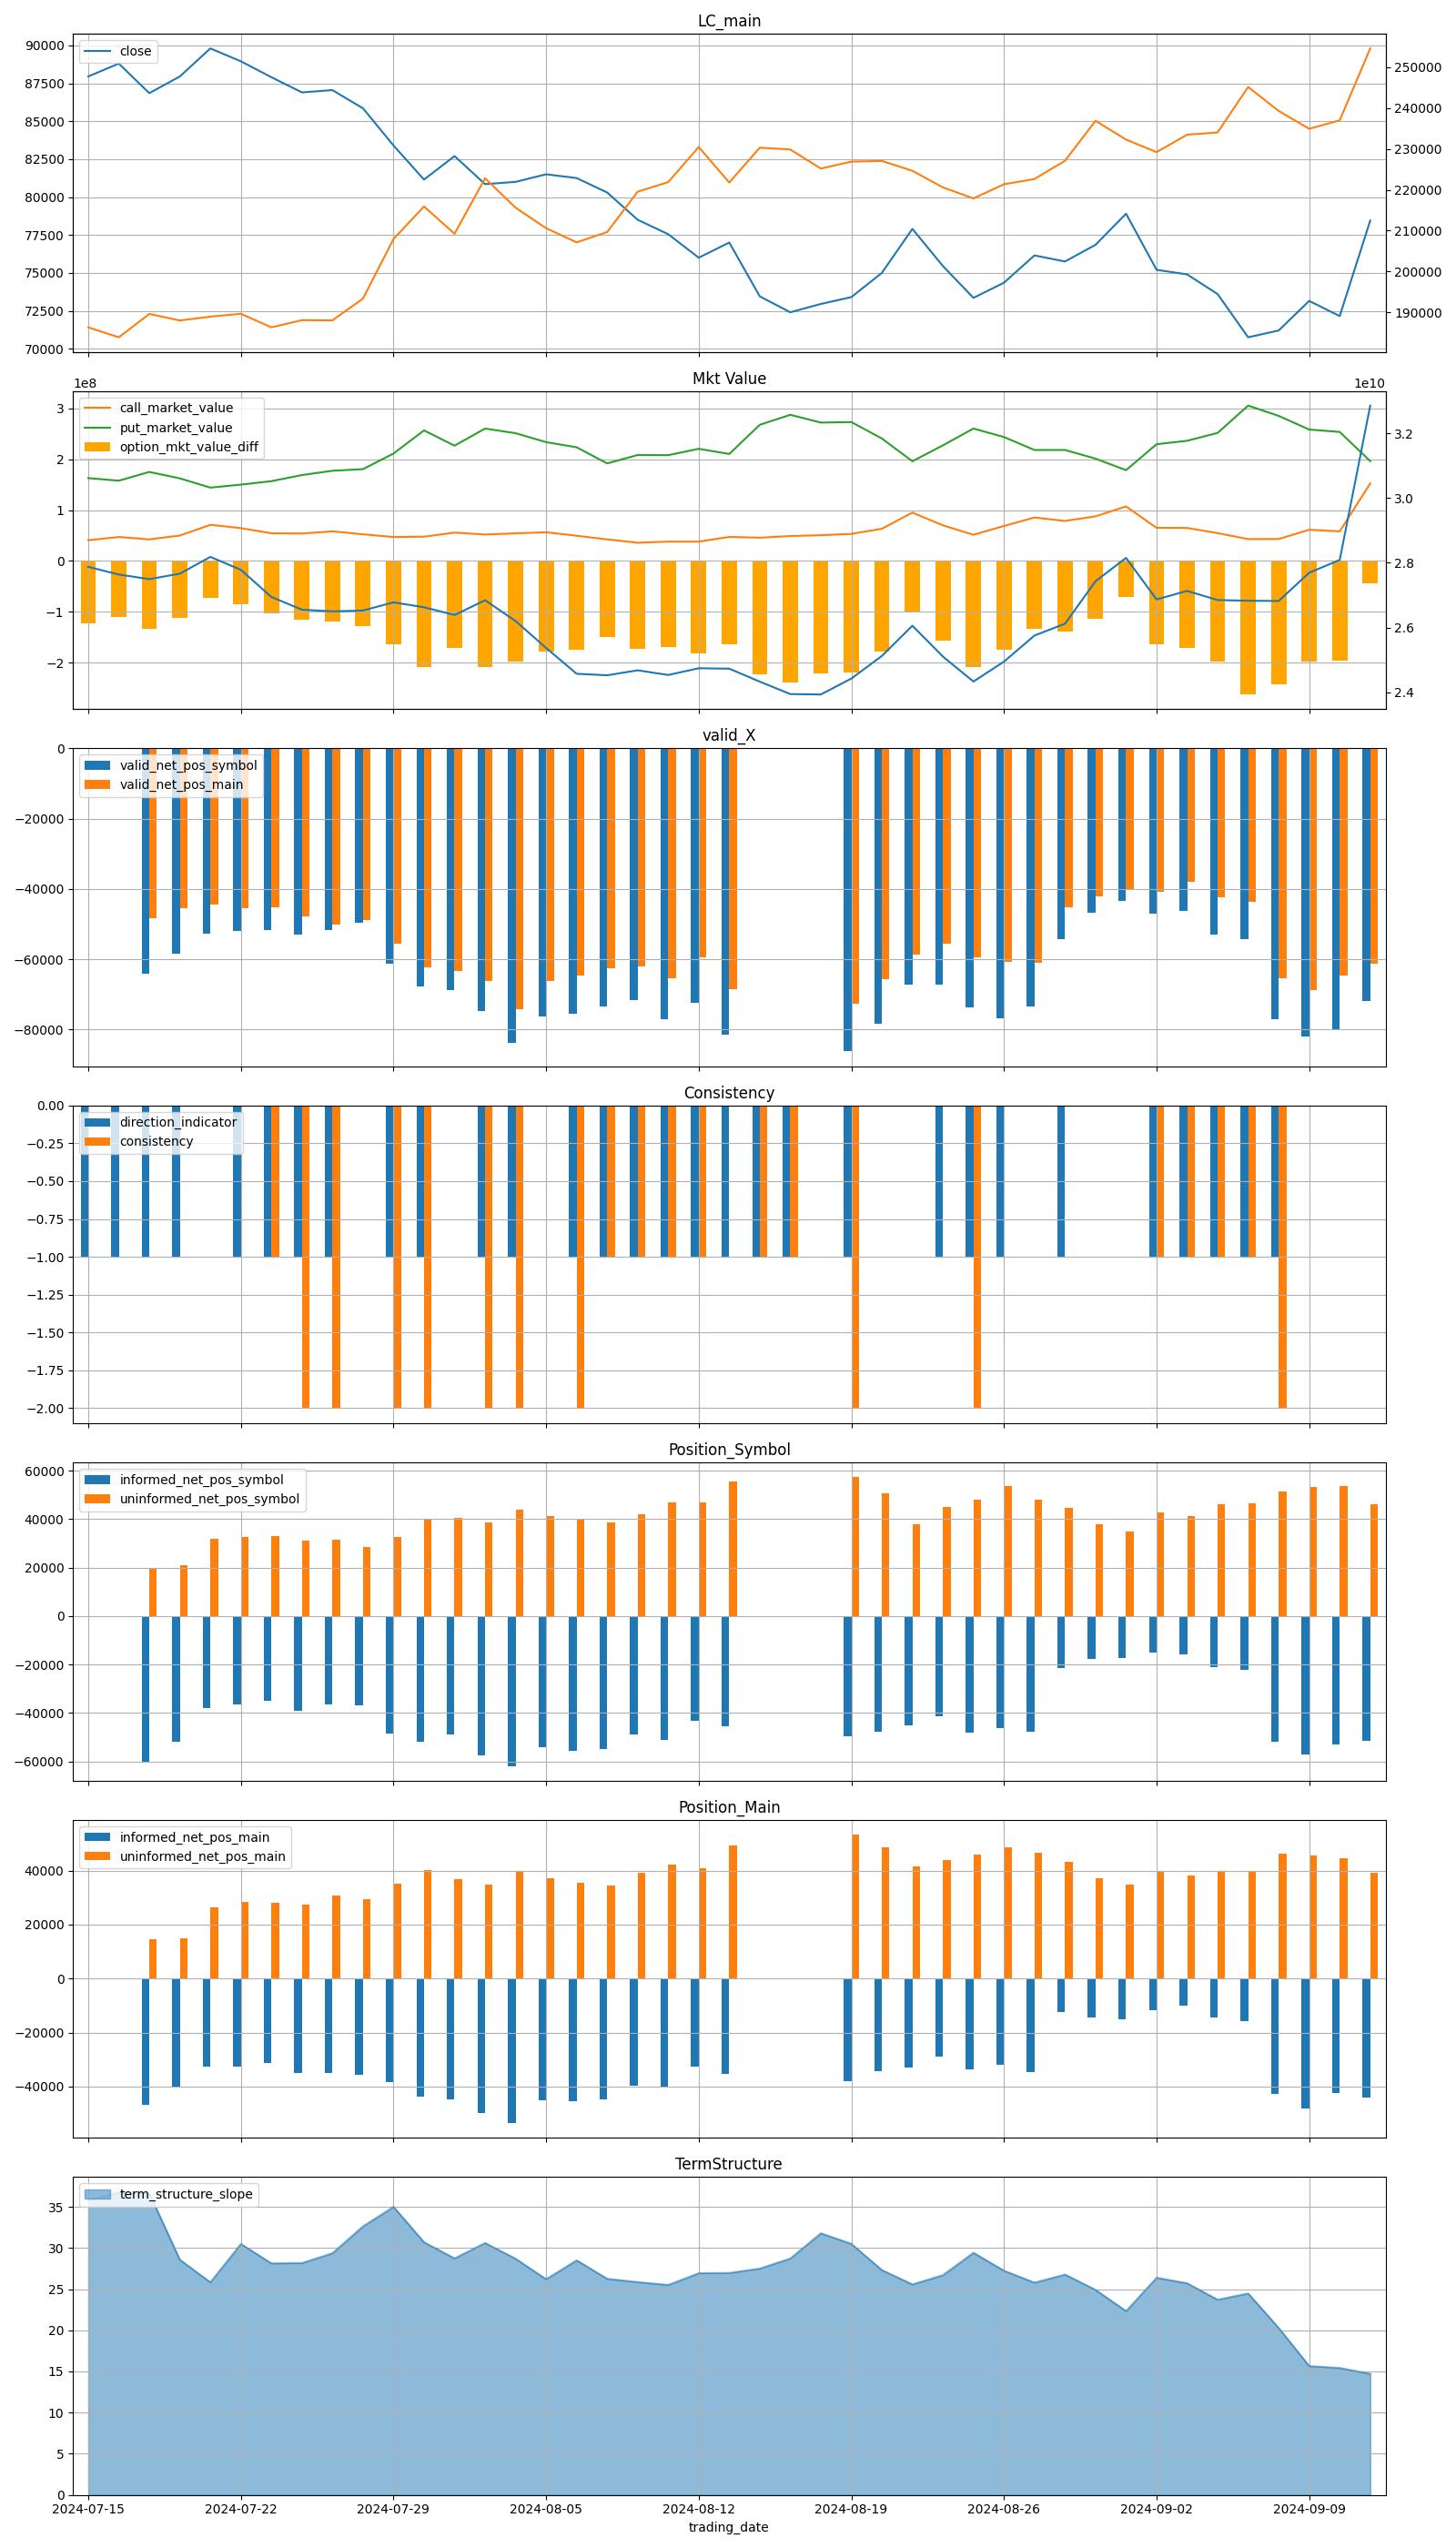 LC_main
close
90000
87500
85000
82500
80000
77500
75000
72500
70000
250000
240000
230000
220000
210000
200000
190000
Mkt Value
1e8
1e10
call_market_value
put_market_value
option_mkt_value_diff
3
2
1
0
−1
−2
3.2
3.0
2.8
2.6
2.4
valid_X
valid_net_pos_symbol
valid_net_pos_main
0
−20000
−40000
−60000
−80000
Consistency
direction_indicator
consistency
0.00
−0.25
−0.50
−0.75
−1.00
−1.25
−1.50
−1.75
−2.00
Position_Symbol
informed_net_pos_symbol
uninformed_net_pos_symbol
60000
40000
20000
0
−20000
−40000
−60000
Position_Main
informed_net_pos_main
uninformed_net_pos_main
40000
20000
0
−20000
−40000
TermStructure
term_structure_slope
35
30
25
20
15
10
5
0
2024-07-15 2024-07-22 2024-07-29 2024-08-05 2024-08-12 2024-08-19 2024-08-26 2024-09-02 2024-09-09
trading_date